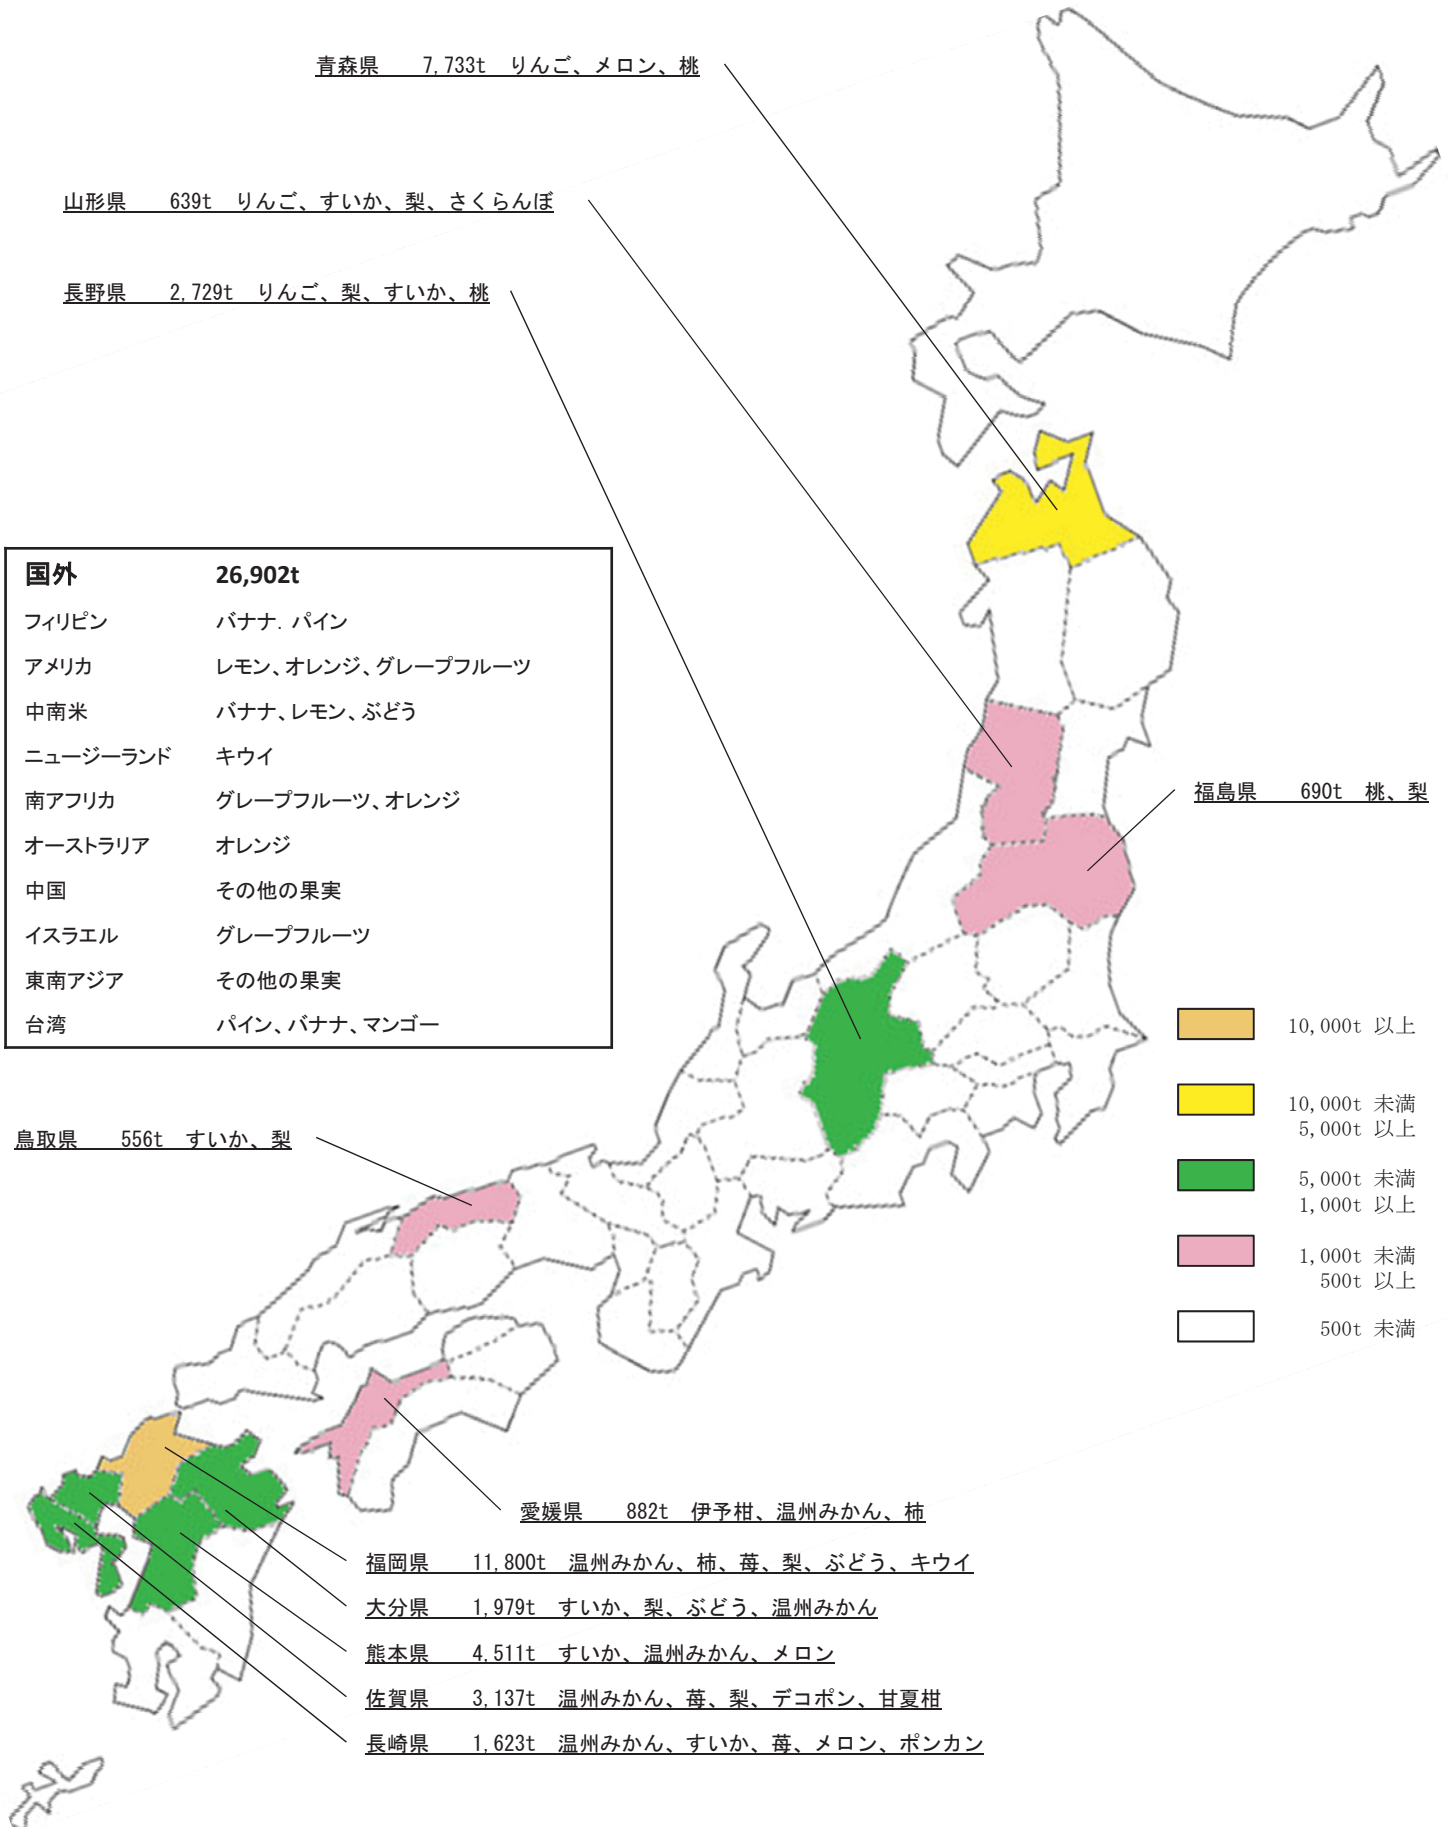 青森県 7,733t りんご、メロン、桃
山形県 639t りんご、すいか、梨、さくらんぼ
長野県 2,729t りんご、梨、すいか、桃
国外 26,902t
フィリピン バナナ. パイン
アメリカ レモン、オレンジ、グレープフルーツ
中南米 バナナ、レモン、ぶどう
ニュージーランド キウイ
南アフリカ グレープフルーツ、オレンジ
オーストラリア オレンジ
中国 その他の果実
イスラエル グレープフルーツ
東南アジア その他の果実
台湾 パイン、バナナ、マンゴー
福島県 690t 桃、梨
10,000t 以上
10,000t 未満
5,000t 以上
5,000t 未満
1,000t 以上
1,000t 未満
500t 以上
500t 未満
鳥取県 556t すいか、梨
愛媛県 882t 伊予柑、温州みかん、柿
福岡県 11,800t 温州みかん、柿、苺、梨、ぶどう、キウイ
大分県 1,979t すいか、梨、ぶどう、温州みかん
熊本県 4,511t すいか、温州みかん、メロン
佐賀県 3,137t 温州みかん、苺、梨、デコポン、甘夏柑
長崎県 1,623t 温州みかん、すいか、苺、メロン、ポンカン